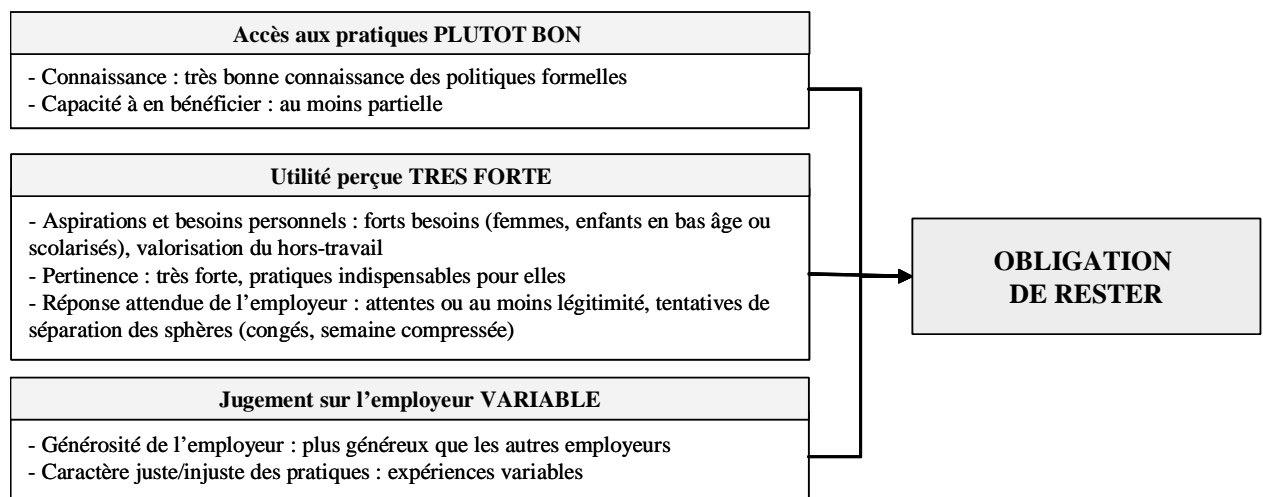 Accès aux pratiques PLUTOT BON
- Connaissance : très bonne connaissance des politiques formelles
- Capacité à en bénéficier : au moins partielle
Utilité perçue TRES FORTE
- Aspirations et besoins personnels : forts besoins (femmes, enfants en bas âge ou
scolarisés), valorisation du hors-travail
- Pertinence : très forte, pratiques indispensables pour elles
- Réponse attendue de l’employeur : attentes ou au moins légitimité, tentatives de
séparation des sphères (congés, semaine compressée)
Jugement sur l’employeur VARIABLE
- Générosité de l’employeur : plus généreux que les autres employeurs
- Caractère juste/injuste des pratiques : expériences variables
OBLIGATION
DE RESTER